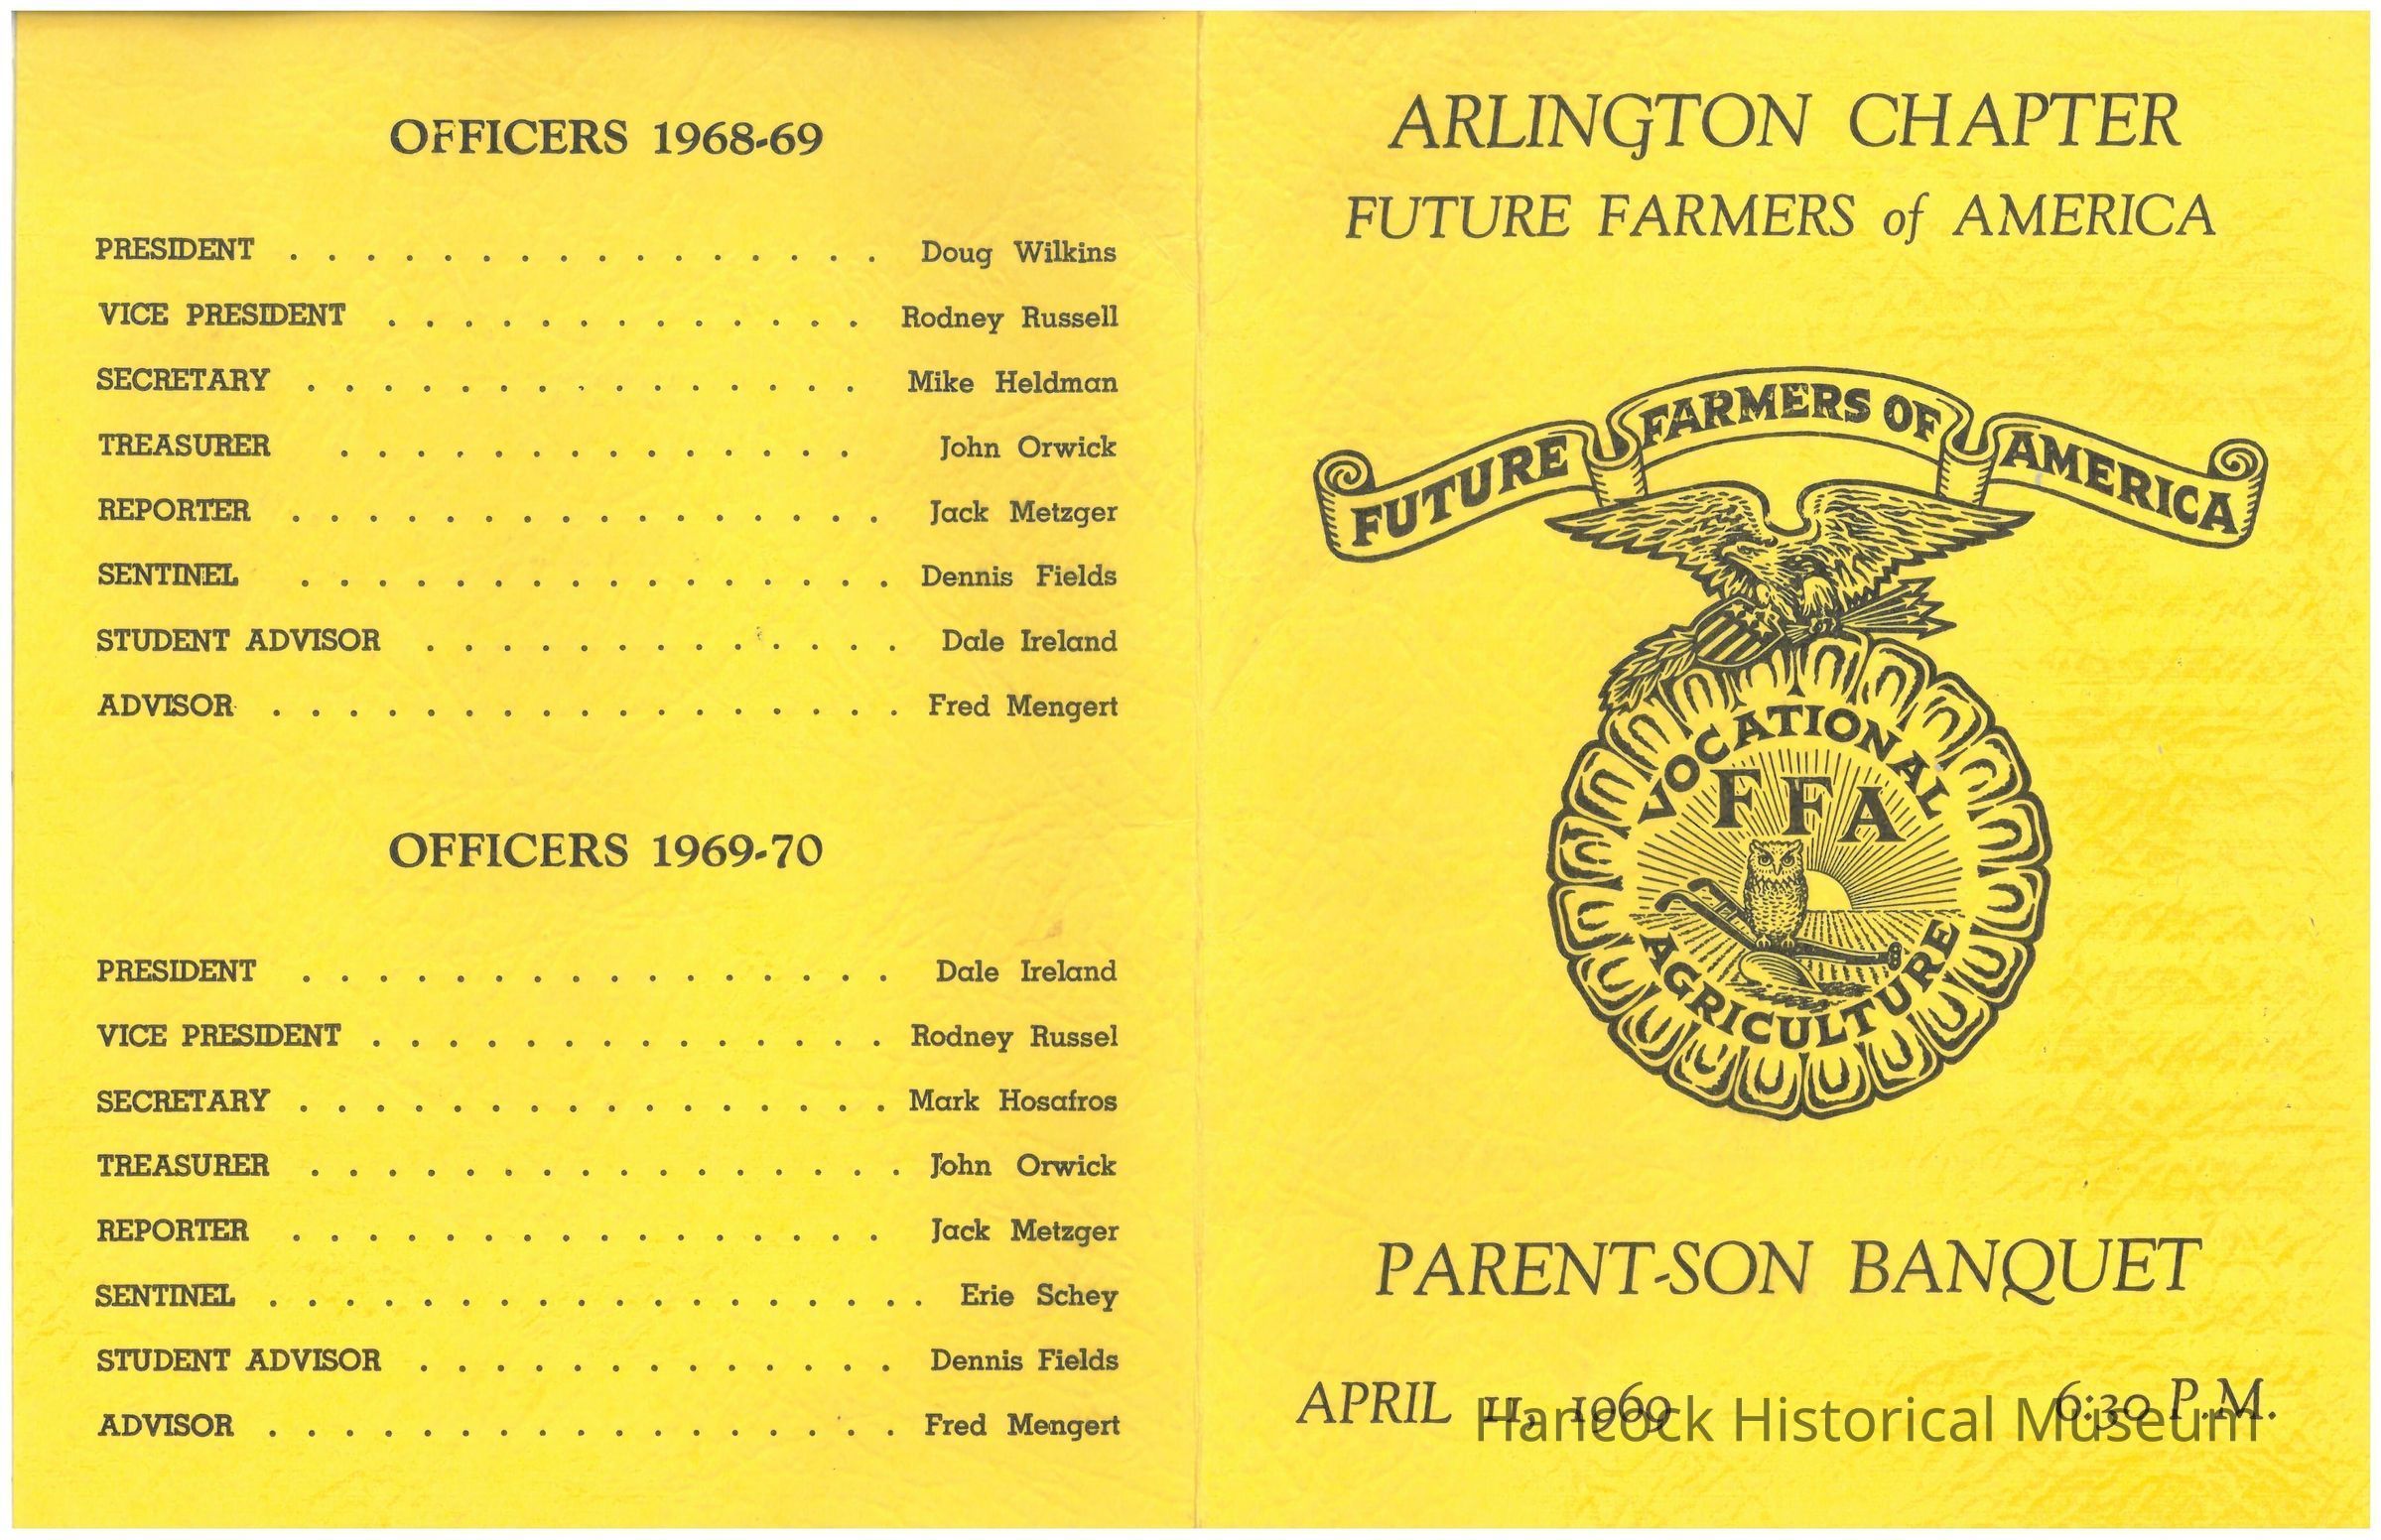 OFFICERS 1968-69
PRESIDENT . . . . . . . . . . . . . . . . Doug Wilkins
VICE PRESIDENT . . . . . . . . . . . . . Rodney Russell
SECRETARY . . . . . . . . . . . . . . . Mike Heldman
TREASURER . . . . . . . . . . . . . . John Orwick
REPORTER . . . . . . . . . . . . . . . . Jack Metzger
SENTINEL . . . . . . . . . . . . . . . . Dennis Fields
STUDENT ADVISOR . . . . . . . . . . . . . Dale Ireland
ADVISOR . . . . . . . . . . . . . . . . . Fred Mengert
OFFICERS 1969-70
PRESIDENT . . . . . . . . . . . . . . . . Dale Ireland
VICE PRESIDENT . . . . . . . . . . . . . . Rodney Russel
SECRETARY . . . . . . . . . . . . . . . . Mark Hosafros
TREASURER . . . . . . . . . . . . . . . . John Orwick
REPORTER . . . . . . . . . . . . . . . . Jack Metzger
SENTINEL . . . . . . . . . . . . . . . . . . Erie Schey
STUDENT ADVISOR . . . . . . . . . . . . . Dennis Fields
ADVISOR . . . . . . . . . . . . . . . . . Fred Mengert
ARLINGTON CHAPTER
FUTURE FARMERS of AMERICA
FUTURE FARMERS OF AMERICA
VOCATIONAL
FFA
AGRICULTURE
PARENT-SON BANQUET
APRIL 11, 1969 6:30 P.M.
Hancock Historical Museum